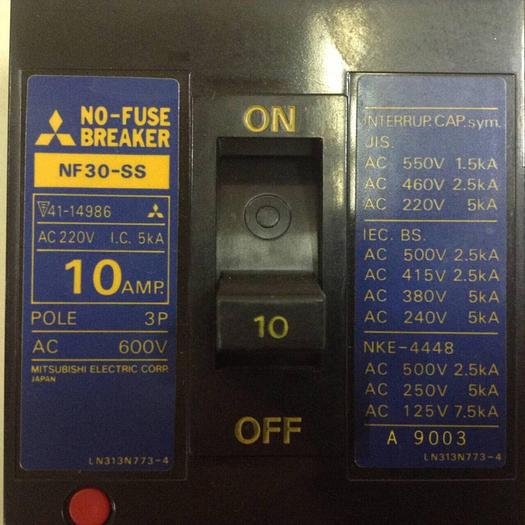 NO-FUSE
BREAKER
NF30-SS
41-14986
AC 220V I.C. 5kA
10 AMP.
POLE 3P
AC 600V
MITSUBISHI ELECTRIC CORP.
JAPAN
LN313N773-4
ON
10
OFF
INTERRUP. CAP. sym.
JIS.
AC 550V 1.5kA
AC 460V 2.5kA
AC 220V 5kA
IEC. BS.
AC 500V 2.5kA
AC 415V 2.5kA
AC 380V 5kA
AC 240V 5kA
NKE-4448
AC 500V 2.5kA
AC 250V 5kA
AC 125V 7.5kA
A 9003
LN313N773-4